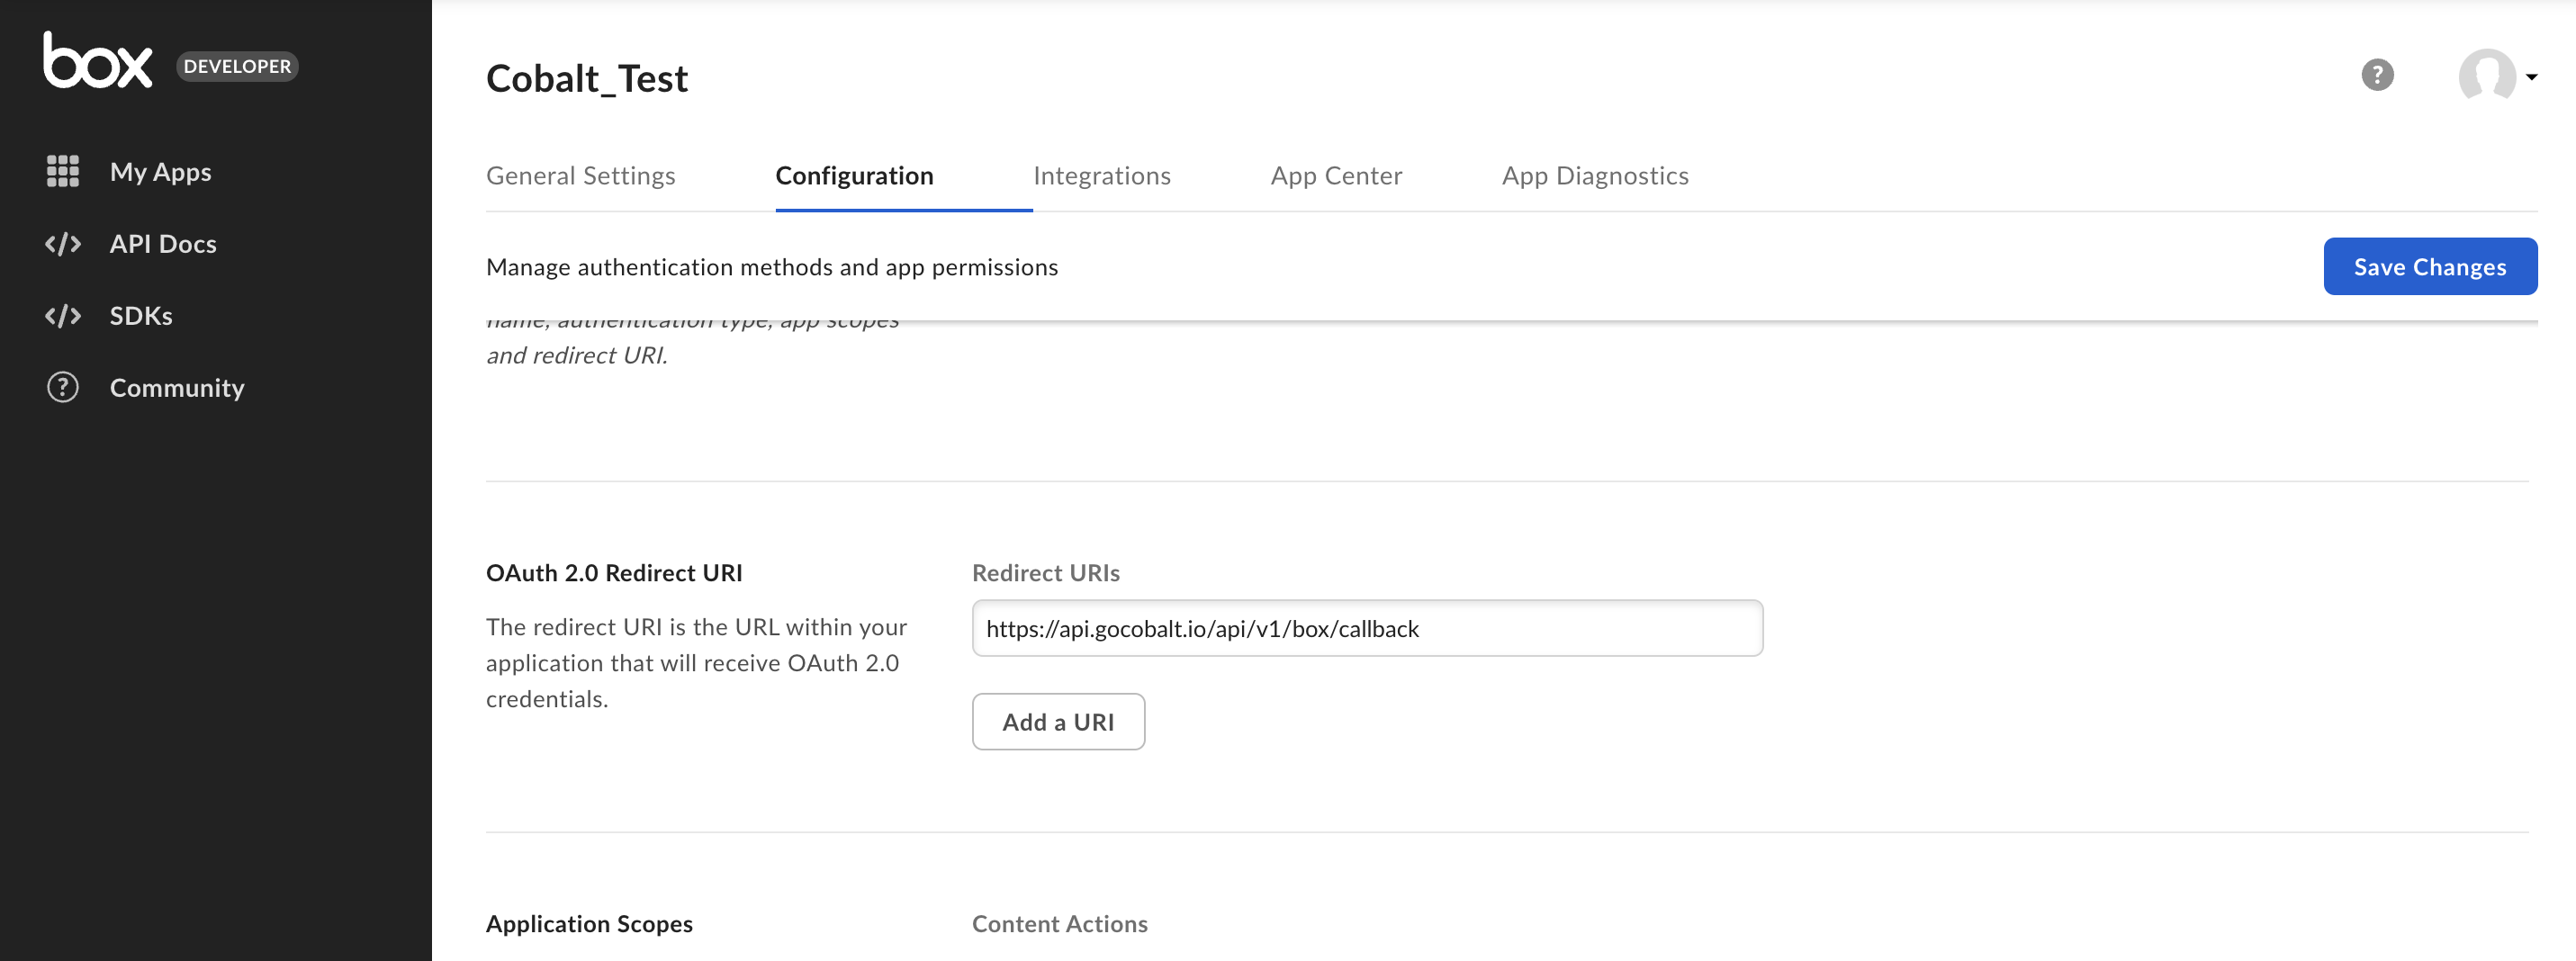 box DEVELOPER
My Apps
API Docs
SDKs
Community
Cobalt_Test
General Settings Configuration Integrations App Center App Diagnostics
Manage authentication methods and app permissions Save Changes
name, authentication type, app scopes
and redirect URI.
OAuth 2.0 Redirect URI
The redirect URI is the URL within your
application that will receive OAuth 2.0
credentials.
Redirect URIs
https://api.gocobalt.io/api/v1/box/callback
Add a URI
Application Scopes
Content Actions